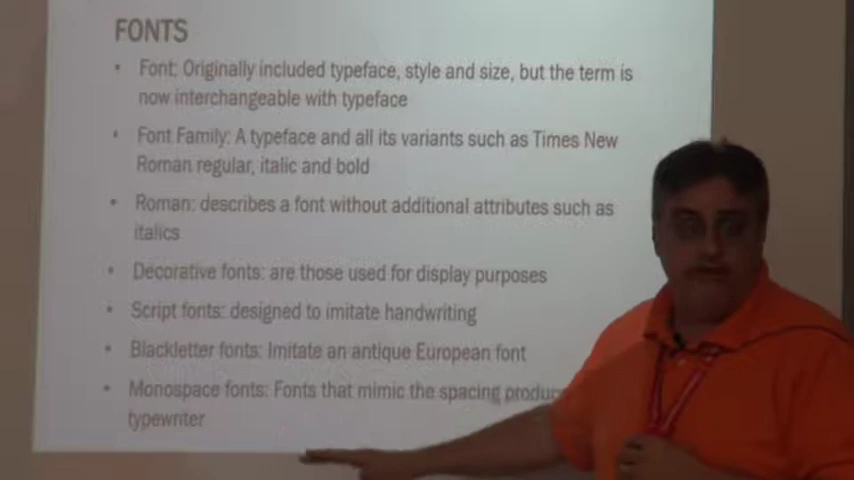 FONTS
• Font: Originally included typeface, style and size, but the term is
now interchangeable with typeface
• Font Family: A typeface and all its variants such as Times New
Roman regular, italic and bold
• Roman: describes a font without additional attributes such as
italics
• Decorative fonts: are those used for display purposes
• Script fonts: designed to imitate handwriting
• Blackletter fonts: Imitate an antique European font
• Monospace fonts: Fonts that mimic the spacing
typewriter